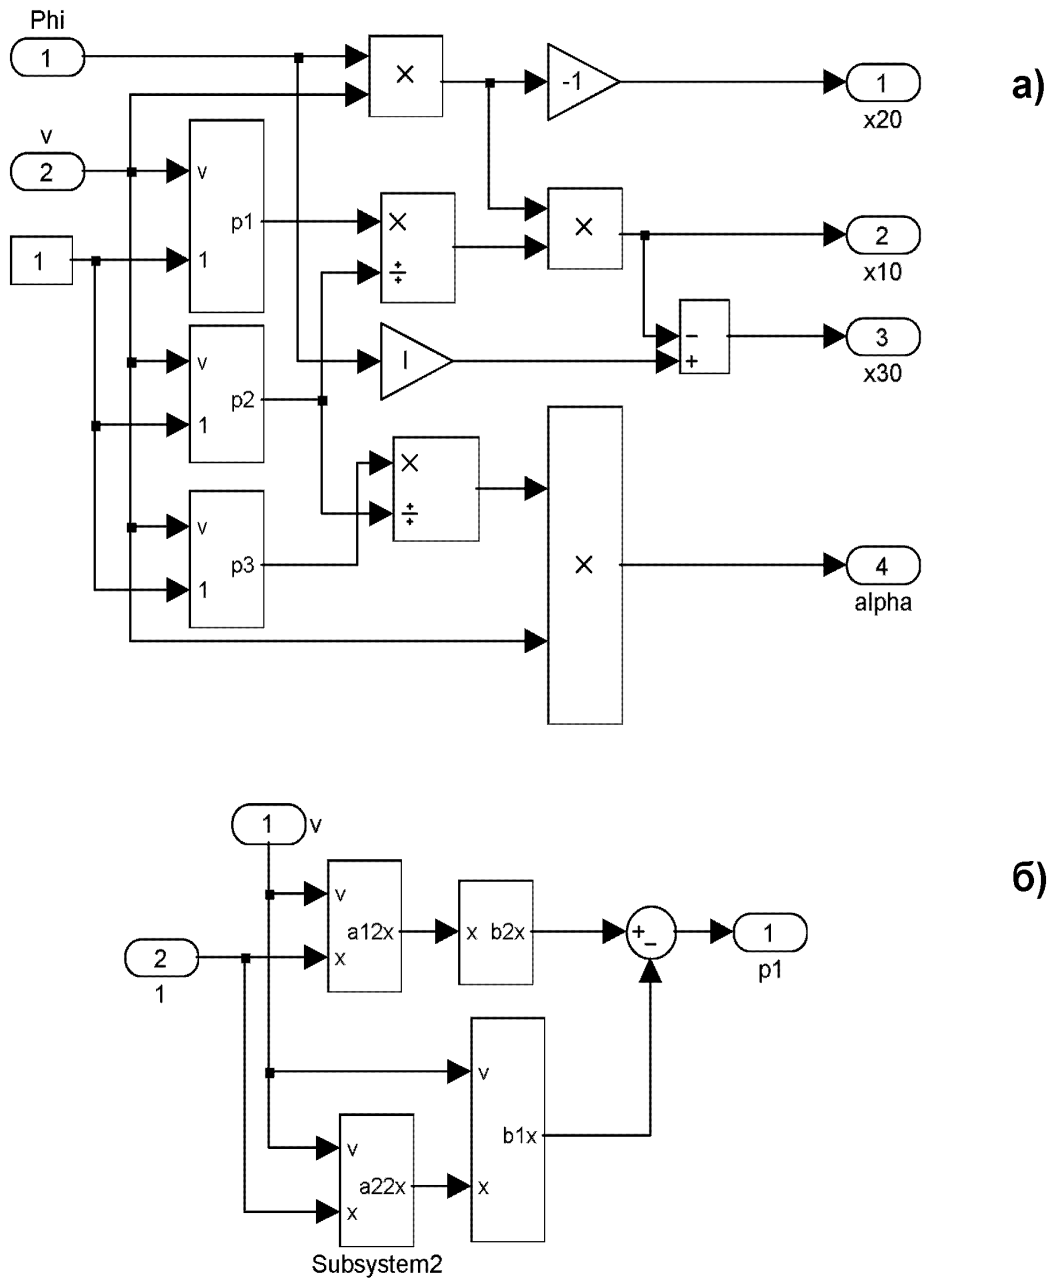 Phi
1
×
-1
1
x20
а)
v
2
v
p1
1
1
×
÷
×
2
x10
v
p2
1
l
−
+
3
x30
v
p3
1
×
÷
×
4
alpha
1
v
б)
v
a12x
x
x
b2x
+
−
1
p1
2
1
v
b1x
x
v
a22x
x
Subsystem2